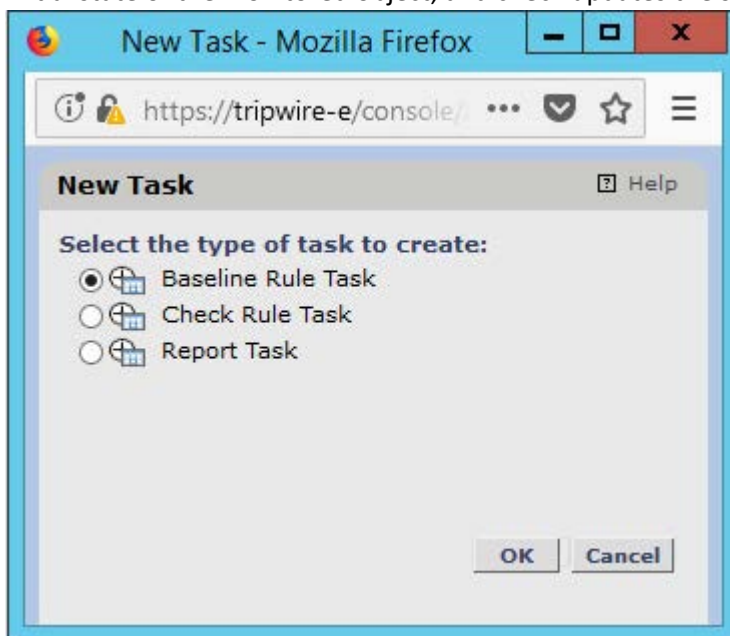 New Task - Mozilla Firefox
https://tripwire-e/console/
New Task
? Help
Select the type of task to create:
Baseline Rule Task
Check Rule Task
Report Task
OK Cancel